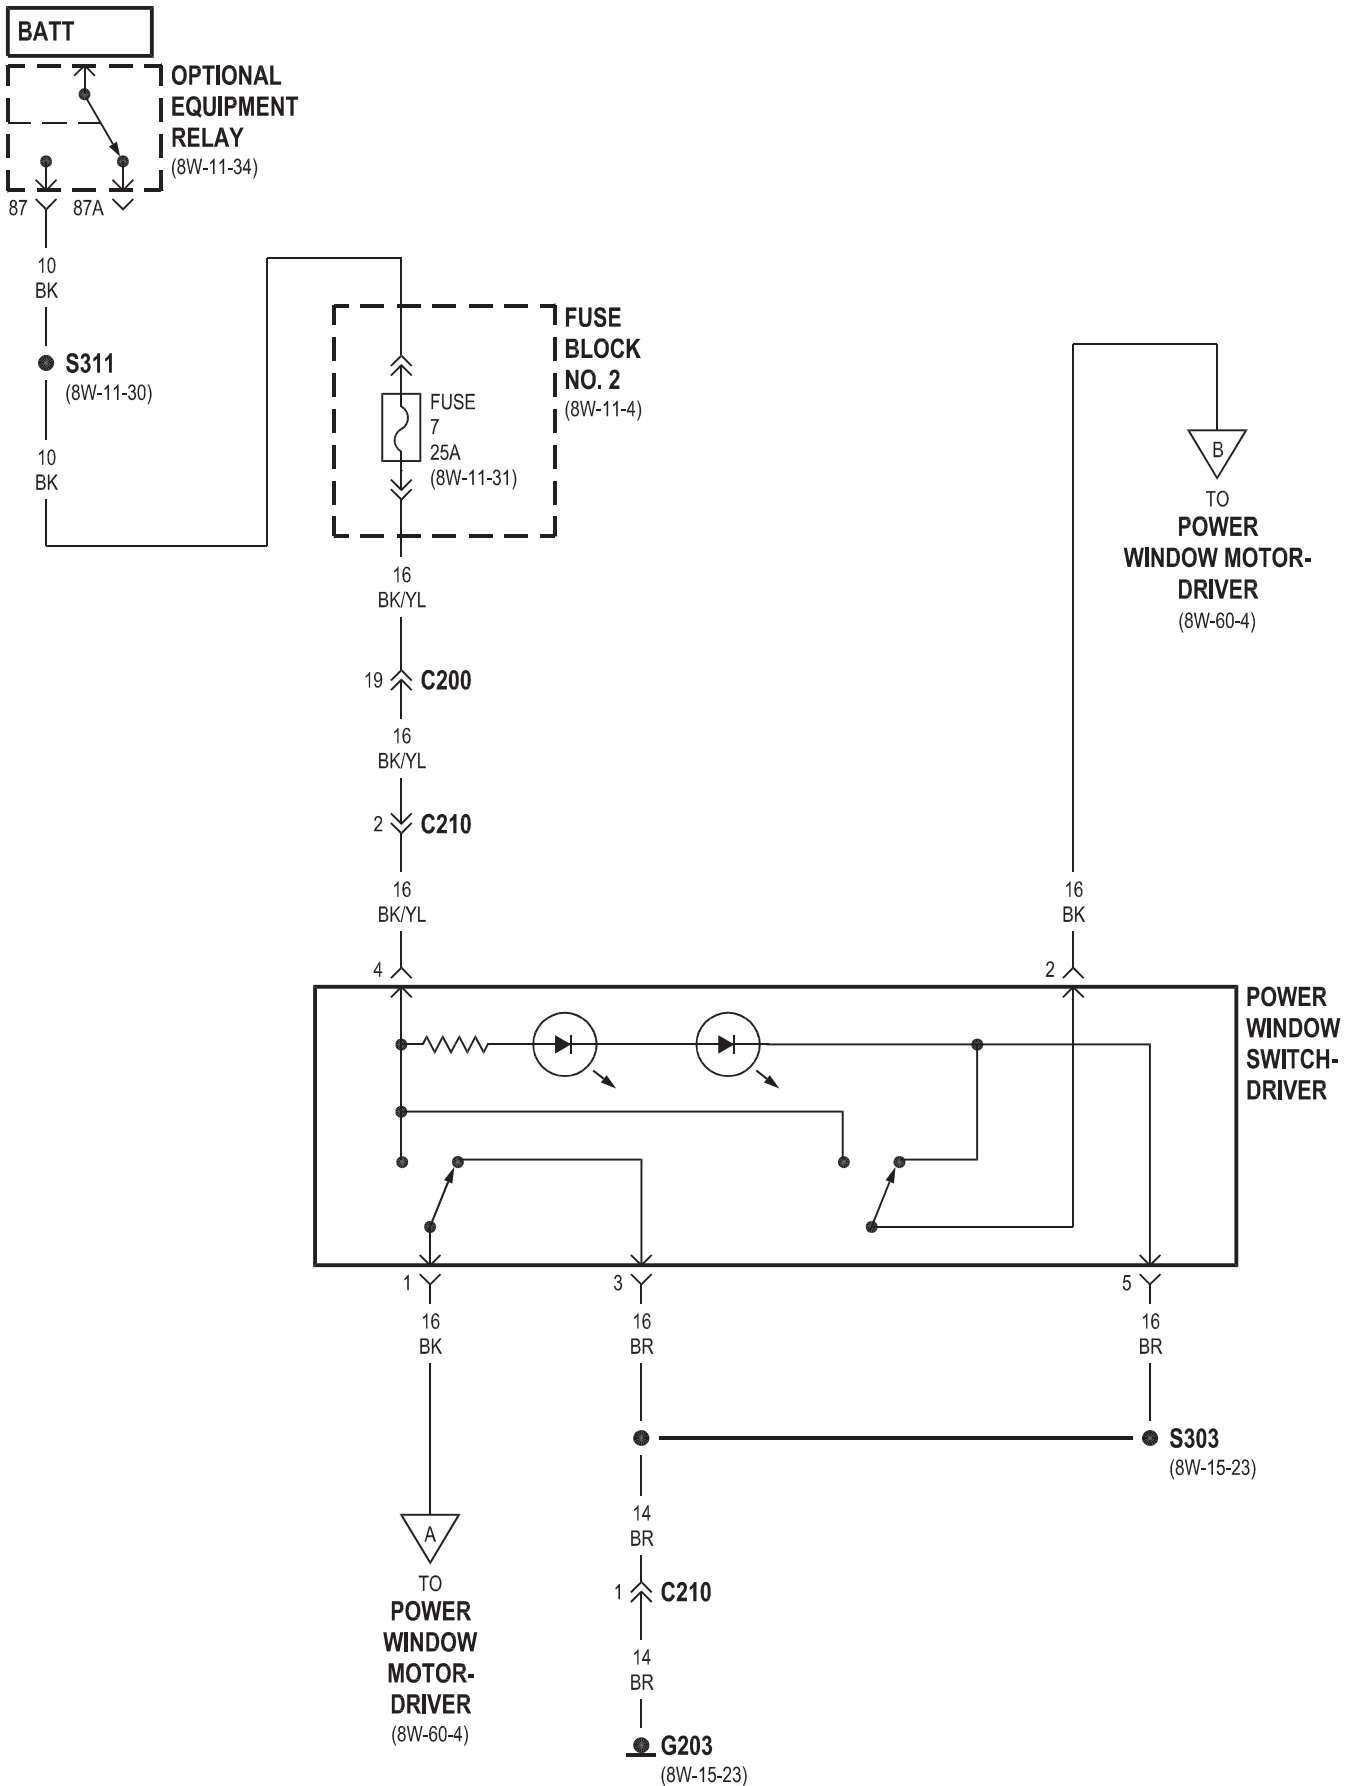 BATT
OPTIONAL
EQUIPMENT
RELAY
(8W-11-34)
87
87A
10
BK
S311
(8W-11-30)
10
BK
FUSE
BLOCK
NO. 2
(8W-11-4)
FUSE
7
25A
(8W-11-31)
B
TO
POWER
WINDOW MOTOR-
DRIVER
(8W-60-4)
16
BK/YL
19
C200
16
BK/YL
2
C210
16
BK/YL
4
16
BK
2
POWER
WINDOW
SWITCH-
DRIVER
1
3
5
16
BK
16
BR
16
BR
S303
(8W-15-23)
A
TO
POWER
WINDOW
MOTOR-
DRIVER
(8W-60-4)
14
BR
1
C210
14
BR
G203
(8W-15-23)